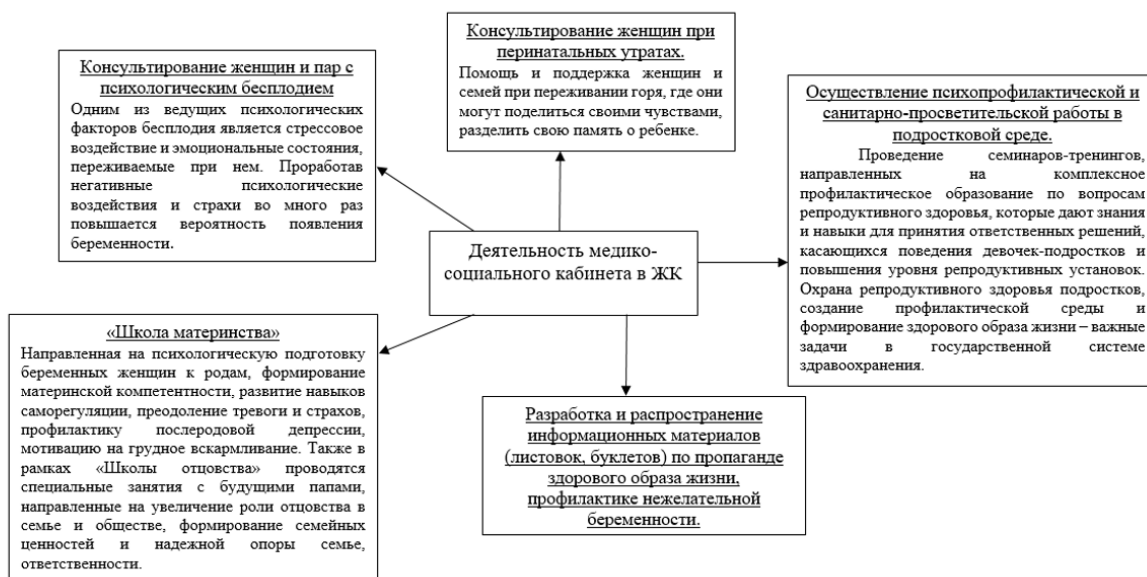 Консультирование женщин и пар с
психологическим бесплодием
Одним из ведущих психологических
факторов бесплодия является стрессовое
воздействие и эмоциональные состояния,
переживаемые при нем. Проработав
негативные психологические
воздействия и страхи во много раз
повышается вероятность появления
беременности.
Консультирование женщин при
перинатальных утратах.
Помощь и поддержка женщин и
семей при переживании горя, где они
могут поделиться своими чувствами,
разделить свою память о ребенке.
Осуществление психопрофилактической и
санитарно-просветительской работы в
подростковой среде.
Проведение семинаров-тренингов,
направленных на комплексное
профилактическое образование по вопросам
репродуктивного здоровья, которые дают знания
и навыки для принятия ответственных решений,
касающихся поведения девочек-подростков и
повышения уровня репродуктивных установок.
Охрана репродуктивного здоровья подростков,
создание профилактической среды и
формирование здорового образа жизни – важные
задачи в государственной системе
здравоохранения.
Деятельность медико-
социального кабинета в ЖК
«Школа материнства»
Направленная на психологическую подготовку
беременных женщин к родам, формирование
материнской компетентности, развитие навыков
саморегуляции, преодоление тревоги и страхов,
профилактику послеродовой депрессии,
мотивацию на грудное вскармливание. Также в
рамках «Школы отцовства» проводятся
специальные занятия с будущими папами,
направленные на увеличение роли отцовства в
семье и обществе, формирование семейных
ценностей и надежной опоры семье,
ответственности.
Разработка и распространение
информационных материалов
(листовок, буклетов) по пропаганде
здорового образа жизни,
профилактике нежелательной
беременности.